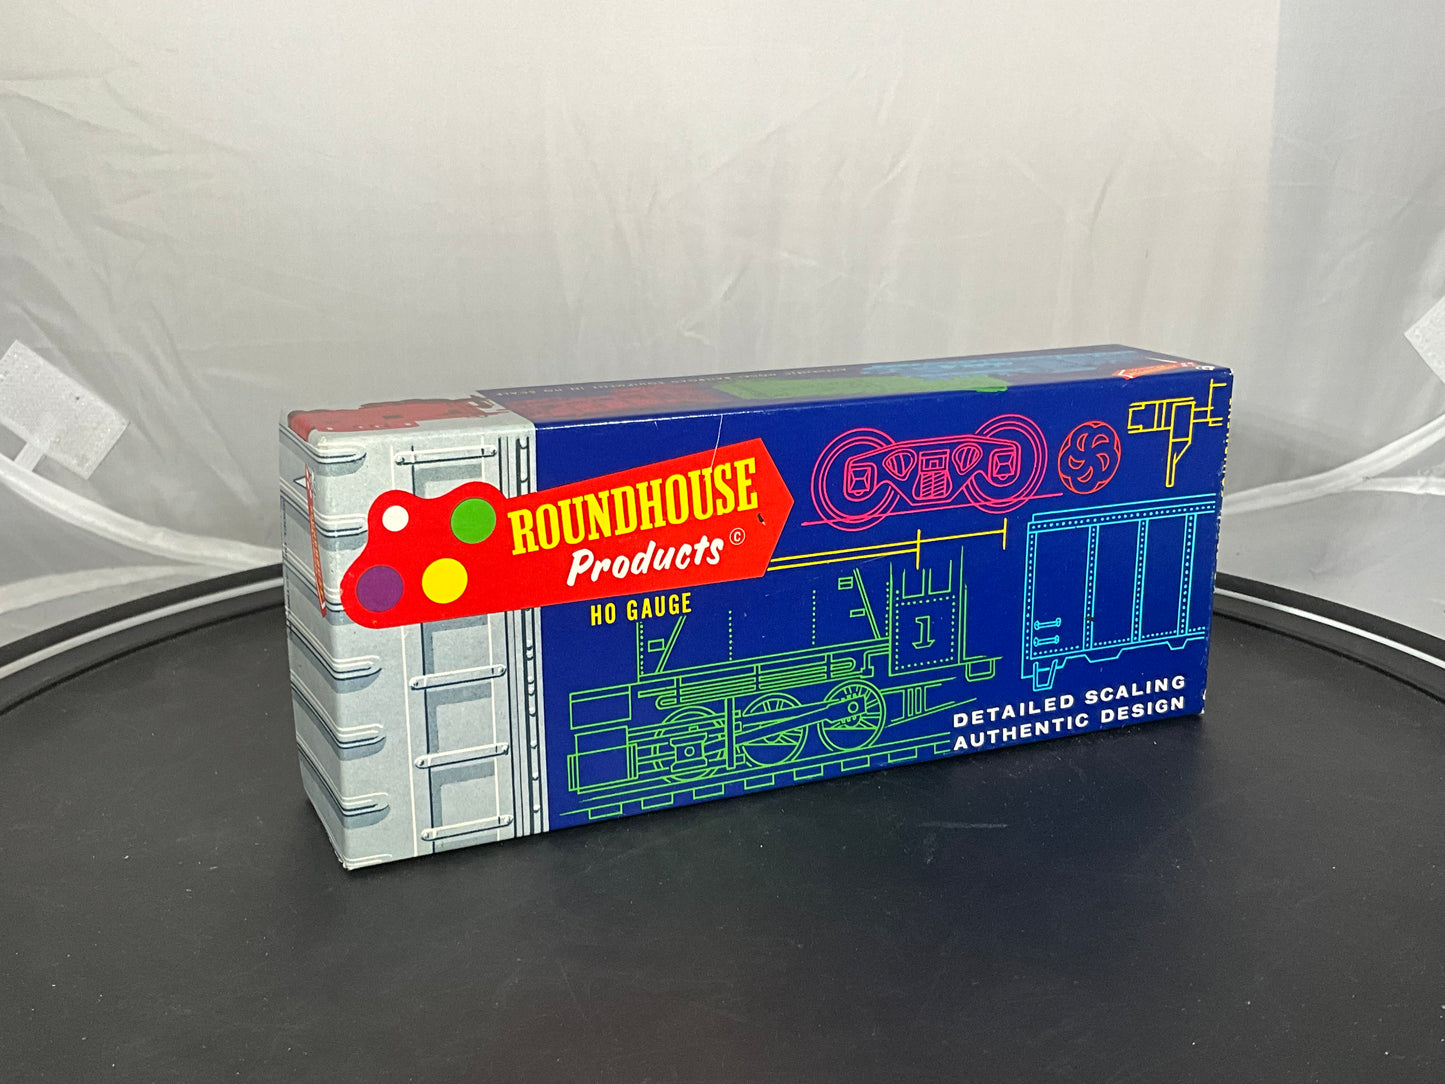 ROUNDHOUSE
Products ©
HO GAUGE
1
DETAILED SCALING
AUTHENTIC DESIGN